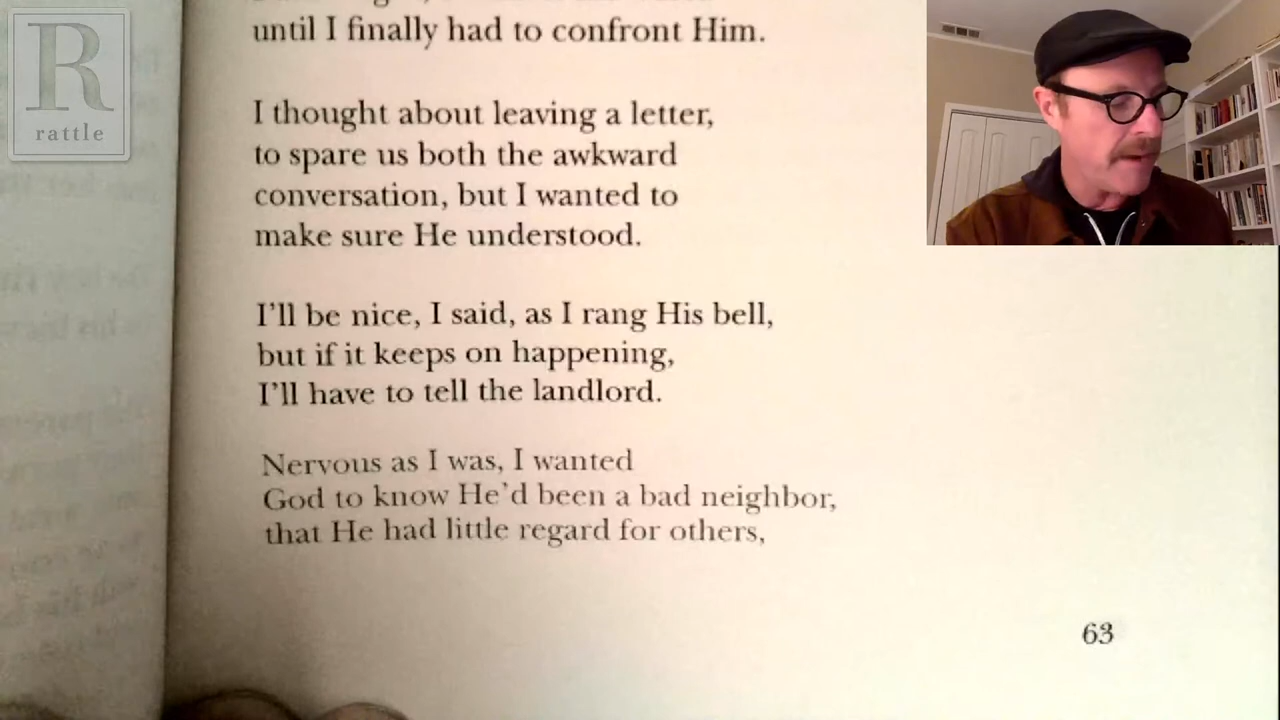 R
rattle
until I finally had to confront Him.
I thought about leaving a letter,
to spare us both the awkward
conversation, but I wanted to
make sure He understood.
I'll be nice, I said, as I rang His bell,
but if it keeps on happening,
I'll have to tell the landlord.
Nervous as I was, I wanted
God to know He'd been a bad neighbor,
that He had little regard for others,
63